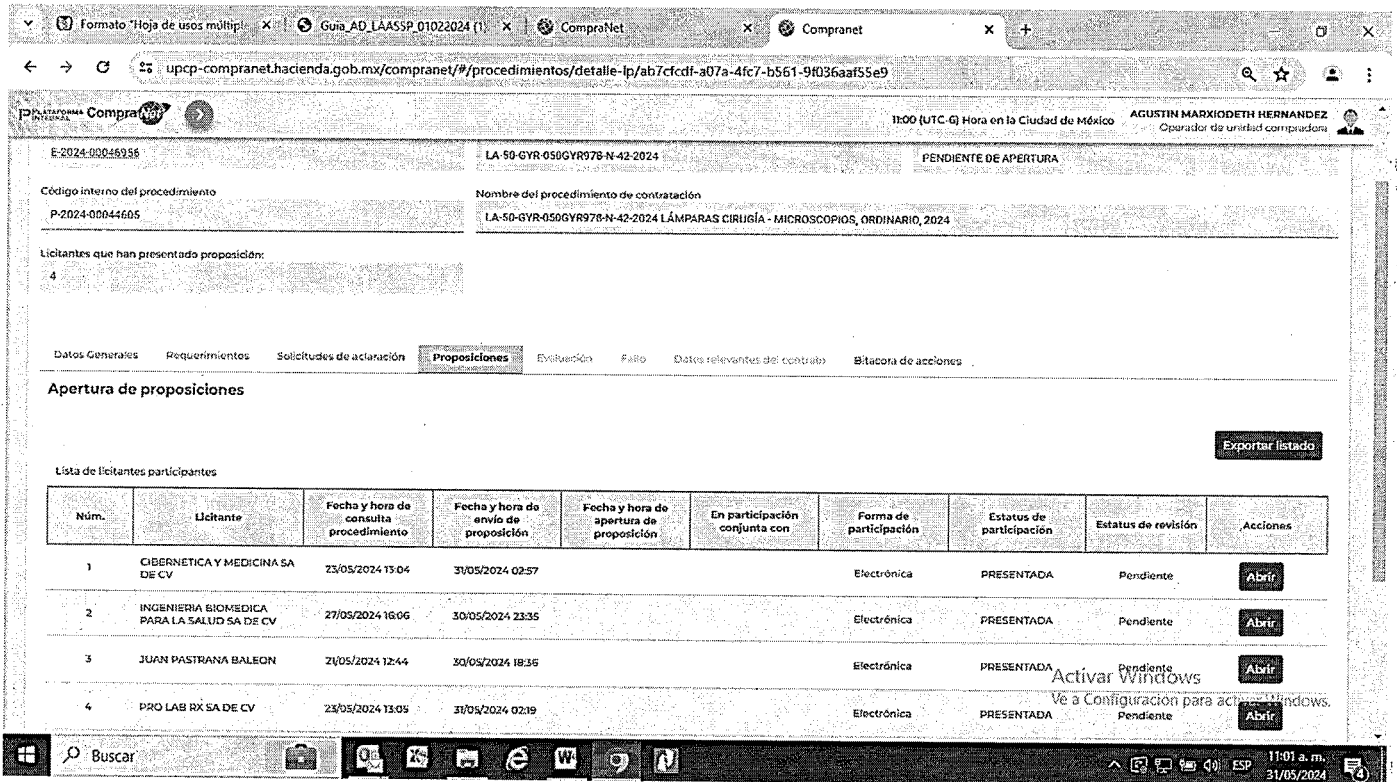 Formato "Hoja de usos múltipl
Guia_AD_LAASSP_01022024 (1)
CompraNet
Compranet
upcp-compranet.hacienda.gob.mx/compranet/#/procedimientos/detalle-lp/ab7cfcdf-a07a-4fc7-b561-9f036aaf55e9
PLATAFORMA INTEGRAL CompraNet
11:00 (UTC-6) Hora en la Ciudad de México
AGUSTIN MARXIODETH HERNANDEZ
Operador de unidad compradora
E-2024-00046956
LA-50-GYR-050GYR978-N-42-2024
PENDIENTE DE APERTURA
Código interno del procedimiento
Nombre del procedimiento de contratación
P-2024-00044605
LA-50-GYR-050GYR978-N-42-2024 LÁMPARAS CIRUGÍA - MICROSCOPIOS, ORDINARIO, 2024
Licitantes que han presentado proposición:
4
Datos Generales Requerimientos Solicitudes de aclaración Proposiciones Evaluación Fallo Datos relevantes del contrato Bitacora de acciones
Apertura de proposiciones
Exportar listado
Lista de licitantes participantes
Núm. Licitante Fecha y hora de consulta procedimiento Fecha y hora de envío de proposición Fecha y hora de apertura de proposición En participación conjunta con Forma de participación Estatus de participación Estatus de revisión Acciones
1 CIBERNETICA Y MEDICINA SA DE CV 23/05/2024 13:04 31/05/2024 02:57 Electrónica PRESENTADA Pendiente Abrir
2 INGENIERIA BIOMEDICA PARA LA SALUD SA DE CV 27/05/2024 16:06 30/05/2024 23:35 Electrónica PRESENTADA Pendiente Abrir
3 JUAN PASTRANA BALEON 21/05/2024 12:44 30/05/2024 18:36 Electrónica PRESENTADA Pendiente Abrir
Activar Windows
Ve a Configuración para activar Windows.
4 PRO LAB RX SA DE CV 23/05/2024 13:05 31/05/2024 02:19 Electrónica PRESENTADA Pendiente Abrir
Buscar
ESP
11:01 a. m.
31/05/2024